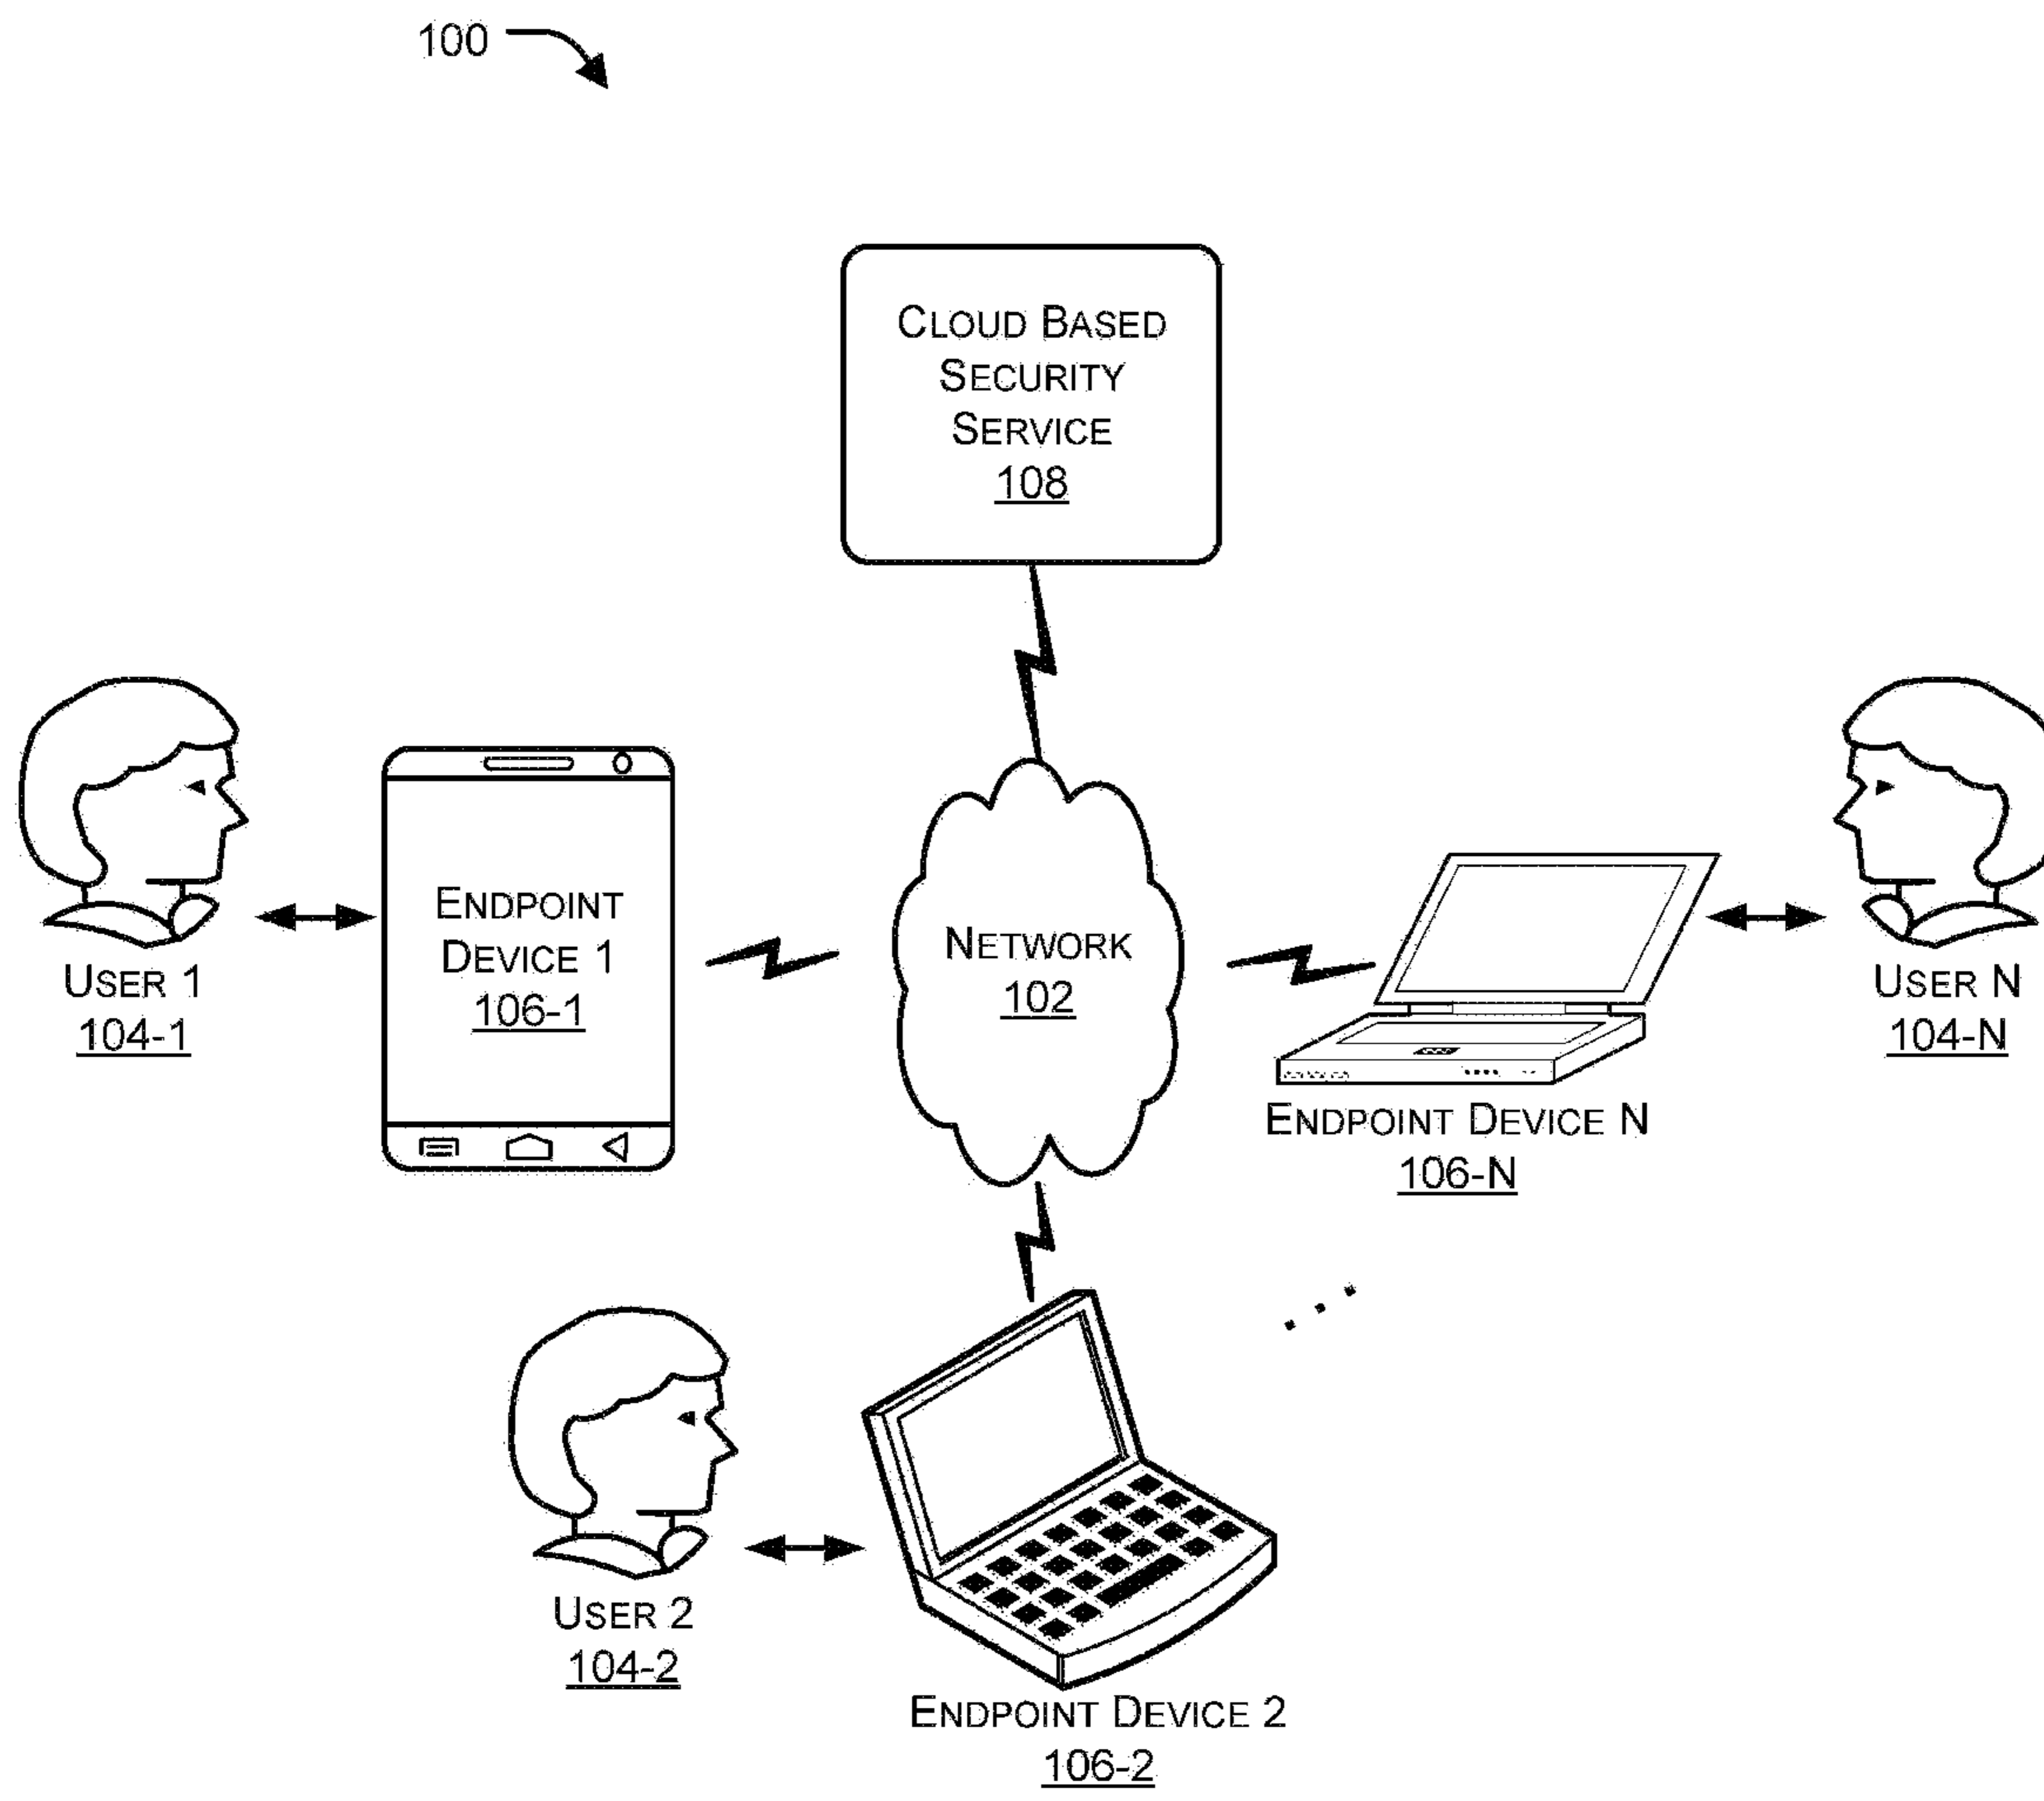 100
CLOUD BASED
SECURITY
SERVICE
108
USER 1
104-1
ENDPOINT
DEVICE 1
106-1
NETWORK
102
ENDPOINT DEVICE N
106-N
USER N
104-N
USER 2
104-2
ENDPOINT DEVICE 2
106-2